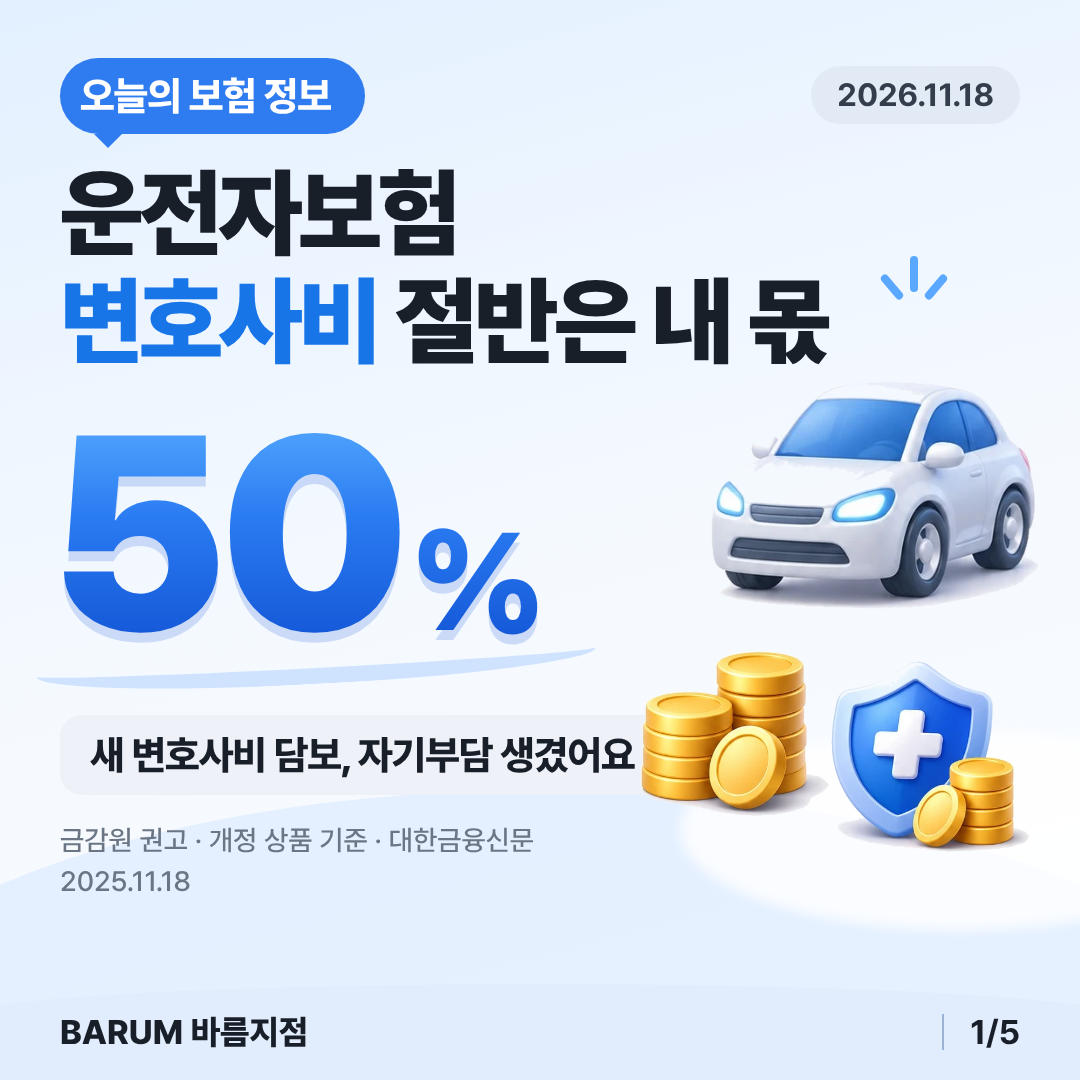 오늘의 보험 정보
2026.11.18
운전자보험
변호사비 절반은 내 몫
50%
새 변호사비 담보, 자기부담 생겼어요
금감원 권고 · 개정 상품 기준 · 대한금융신문
2025.11.18
BARUM 바름지점
1/5